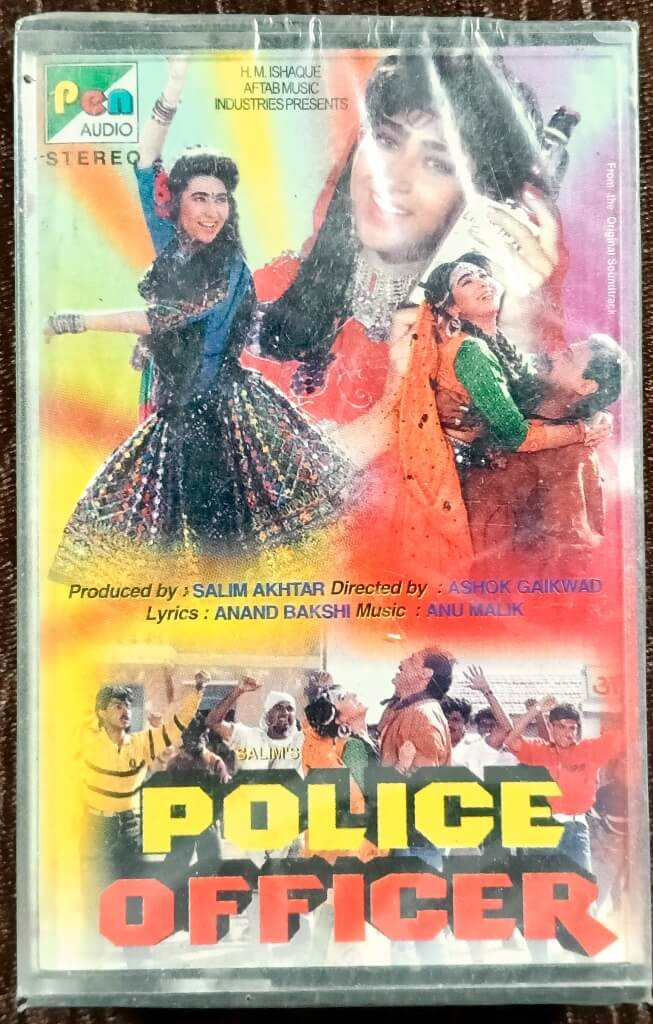 Pen
AUDIO
STEREO
H. M. ISHAQUE
AFTAB MUSIC
INDUSTRIES PRESENTS
From the Original Soundtrack
Produced by : SALIM AKHTAR Directed by : ASHOK GAIKWAD
Lyrics : ANAND BAKSHI Music : ANU MALIK
SALIM'S
POLICE
OFFICER